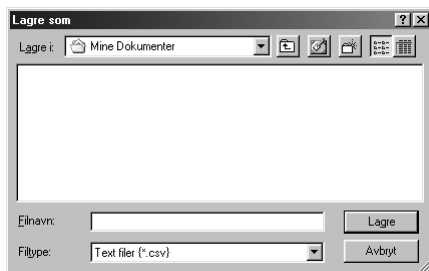 Lagre som
Lagre i: Mine Dokumenter
Filnavn:
Lagre
Filtype: Text filer {*.csv}
Avbryt